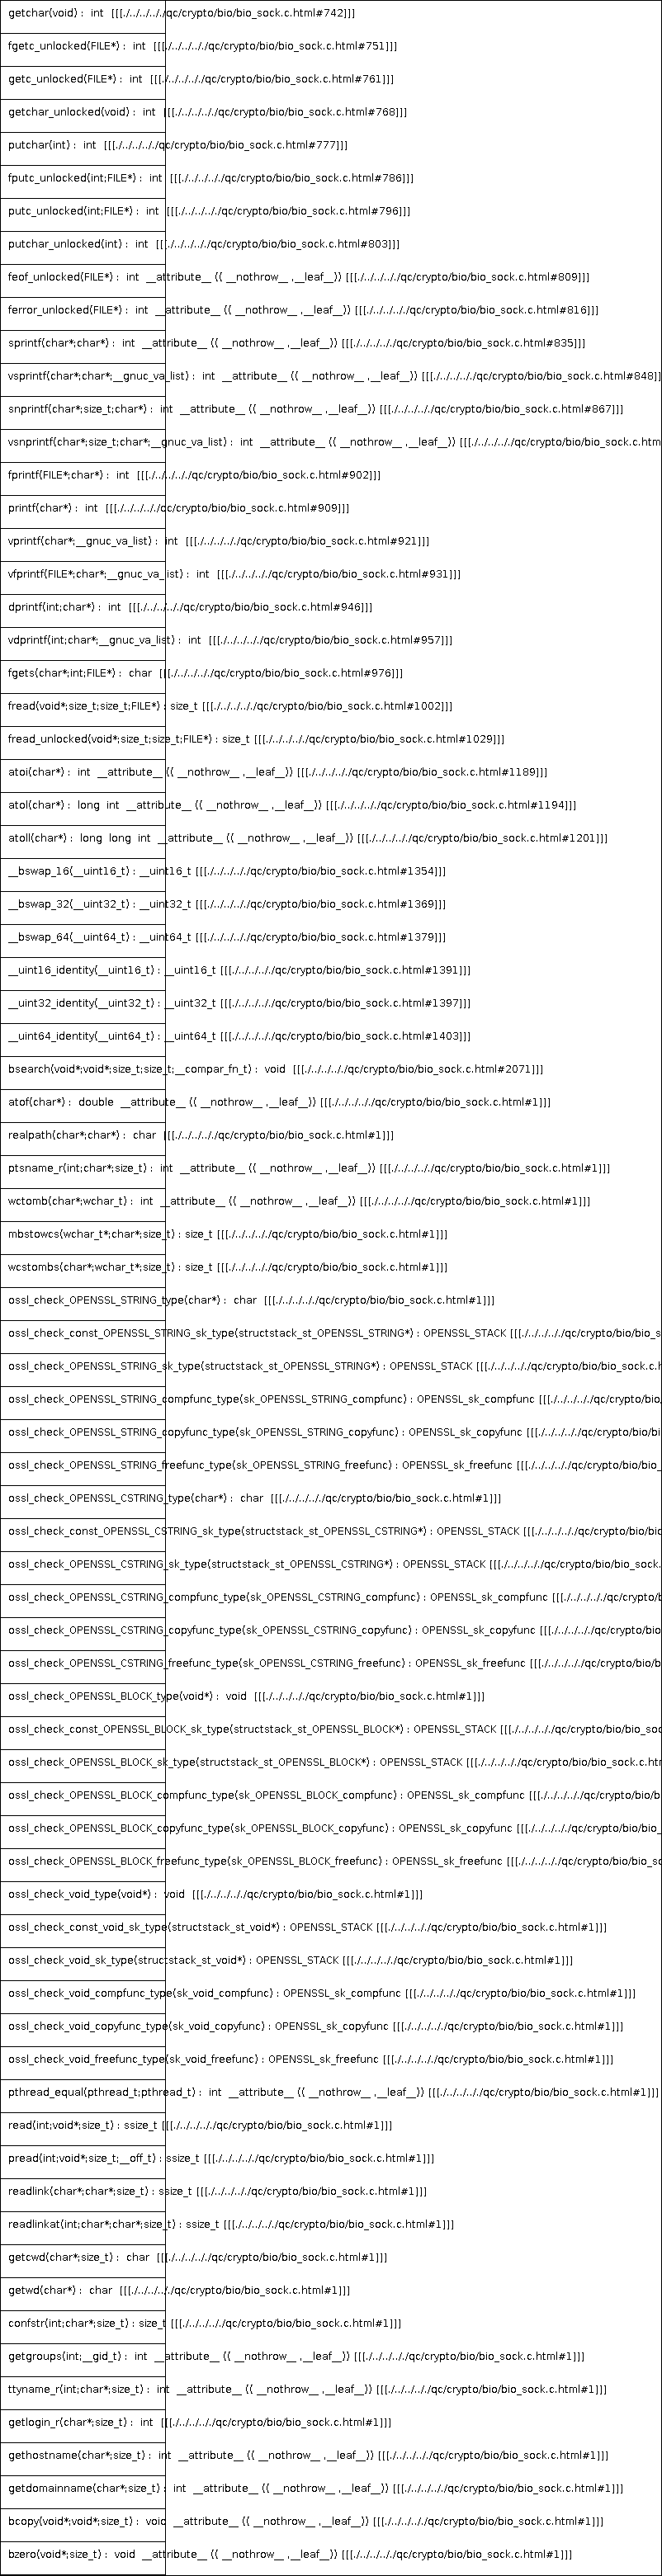 getchar(void) :  int  [[[./../../../qc/crypto/bio/bio_sock.c.html#742]]]
fgetc_unlocked(FILE*) :  int  [[[./../../../qc/crypto/bio/bio_sock.c.html#751]]]
getc_unlocked(FILE*) :  int  [[[./../../../qc/crypto/bio/bio_sock.c.html#761]]]
getchar_unlocked(void) :  int  [[[./../../../qc/crypto/bio/bio_sock.c.html#768]]]
putchar(int) :  int  [[[./../../../qc/crypto/bio/bio_sock.c.html#777]]]
fputc_unlocked(int;FILE*) :  int  [[[./../../../qc/crypto/bio/bio_sock.c.html#786]]]
putc_unlocked(int;FILE*) :  int  [[[./../../../qc/crypto/bio/bio_sock.c.html#796]]]
putchar_unlocked(int) :  int  [[[./../../../qc/crypto/bio/bio_sock.c.html#803]]]
feof_unlocked(FILE*) :  int  __attribute__ (( __nothrow__ ,__leaf__)) [[[./../../../qc/crypto/bio/bio_sock.c.html#809]]]
ferror_unlocked(FILE*) :  int  __attribute__ (( __nothrow__ ,__leaf__)) [[[./../../../qc/crypto/bio/bio_sock.c.html#816]]]
sprintf(char*;char*) :  int  __attribute__ (( __nothrow__ ,__leaf__)) [[[./../../../qc/crypto/bio/bio_sock.c.html#835]]]
vsprintf(char*;char*;__gnuc_va_list) :  int  __attribute__ (( __nothrow__ ,__leaf__)) [[[./../../../qc/crypto/bio/bio_sock.c.html#848]]]
snprintf(char*;size_t;char*) :  int  __attribute__ (( __nothrow__ ,__leaf__)) [[[./../../../qc/crypto/bio/bio_sock.c.html#867]]]
vsnprintf(char*;size_t;char*;__gnuc_va_list) :  int  __attribute__ (( __nothrow__ ,__leaf__)) [[[./../../../qc/crypto/bio/bio_sock.c.htm
fprintf(FILE*;char*) :  int  [[[./../../../qc/crypto/bio/bio_sock.c.html#902]]]
printf(char*) :  int  [[[./../../../qc/crypto/bio/bio_sock.c.html#909]]]
vprintf(char*;__gnuc_va_list) :  int  [[[./../../../qc/crypto/bio/bio_sock.c.html#921]]]
vfprintf(FILE*;char*;__gnuc_va_list) :  int  [[[./../../../qc/crypto/bio/bio_sock.c.html#931]]]
dprintf(int;char*) :  int  [[[./../../../qc/crypto/bio/bio_sock.c.html#946]]]
vdprintf(int;char*;__gnuc_va_list) :  int  [[[./../../../qc/crypto/bio/bio_sock.c.html#957]]]
fgets(char*;int;FILE*) :  char  [[[./../../../qc/crypto/bio/bio_sock.c.html#976]]]
fread(void*;size_t;size_t;FILE*) : size_t [[[./../../../qc/crypto/bio/bio_sock.c.html#1002]]]
fread_unlocked(void*;size_t;size_t;FILE*) : size_t [[[./../../../qc/crypto/bio/bio_sock.c.html#1029]]]
atoi(char*) :  int  __attribute__ (( __nothrow__ ,__leaf__)) [[[./../../../qc/crypto/bio/bio_sock.c.html#1189]]]
atol(char*) :  long  int  __attribute__ (( __nothrow__ ,__leaf__)) [[[./../../../qc/crypto/bio/bio_sock.c.html#1194]]]
atoll(char*) :  long  long  int  __attribute__ (( __nothrow__ ,__leaf__)) [[[./../../../qc/crypto/bio/bio_sock.c.html#1201]]]
__bswap_16(__uint16_t) : __uint16_t [[[./../../../qc/crypto/bio/bio_sock.c.html#1354]]]
__bswap_32(__uint32_t) : __uint32_t [[[./../../../qc/crypto/bio/bio_sock.c.html#1369]]]
__bswap_64(__uint64_t) : __uint64_t [[[./../../../qc/crypto/bio/bio_sock.c.html#1379]]]
__uint16_identity(__uint16_t) : __uint16_t [[[./../../../qc/crypto/bio/bio_sock.c.html#1391]]]
__uint32_identity(__uint32_t) : __uint32_t [[[./../../../qc/crypto/bio/bio_sock.c.html#1397]]]
__uint64_identity(__uint64_t) : __uint64_t [[[./../../../qc/crypto/bio/bio_sock.c.html#1403]]]
bsearch(void*;void*;size_t;size_t;__compar_fn_t) :  void  [[[./../../../qc/crypto/bio/bio_sock.c.html#2071]]]
atof(char*) :  double  __attribute__ (( __nothrow__ ,__leaf__)) [[[./../../../qc/crypto/bio/bio_sock.c.html#1]]]
realpath(char*;char*) :  char  [[[./../../../qc/crypto/bio/bio_sock.c.html#1]]]
ptsname_r(int;char*;size_t) :  int  __attribute__ (( __nothrow__ ,__leaf__)) [[[./../../../qc/crypto/bio/bio_sock.c.html#1]]]
wctomb(char*;wchar_t) :  int  __attribute__ (( __nothrow__ ,__leaf__)) [[[./../../../qc/crypto/bio/bio_sock.c.html#1]]]
mbstowcs(wchar_t*;char*;size_t) : size_t [[[./../../../qc/crypto/bio/bio_sock.c.html#1]]]
wcstombs(char*;wchar_t*;size_t) : size_t [[[./../../../qc/crypto/bio/bio_sock.c.html#1]]]
ossl_check_OPENSSL_STRING_type(char*) :  char  [[[./../../../qc/crypto/bio/bio_sock.c.html#1]]]
ossl_check_const_OPENSSL_STRING_sk_type(structstack_st_OPENSSL_STRING*) : OPENSSL_STACK [[[./../../../qc/crypto/bio/bio_s
ossl_check_OPENSSL_STRING_sk_type(structstack_st_OPENSSL_STRING*) : OPENSSL_STACK [[[./../../../qc/crypto/bio/bio_sock.c.h
ossl_check_OPENSSL_STRING_compfunc_type(sk_OPENSSL_STRING_compfunc) : OPENSSL_sk_compfunc [[[./../../../qc/crypto/bio/
ossl_check_OPENSSL_STRING_copyfunc_type(sk_OPENSSL_STRING_copyfunc) : OPENSSL_sk_copyfunc [[[./../../../qc/crypto/bio/bi
ossl_check_OPENSSL_STRING_freefunc_type(sk_OPENSSL_STRING_freefunc) : OPENSSL_sk_freefunc [[[./../../../qc/crypto/bio/bio_
ossl_check_OPENSSL_CSTRING_type(char*) :  char  [[[./../../../qc/crypto/bio/bio_sock.c.html#1]]]
ossl_check_const_OPENSSL_CSTRING_sk_type(structstack_st_OPENSSL_CSTRING*) : OPENSSL_STACK [[[./../../../qc/crypto/bio/bio
ossl_check_OPENSSL_CSTRING_sk_type(structstack_st_OPENSSL_CSTRING*) : OPENSSL_STACK [[[./../../../qc/crypto/bio/bio_sock.
ossl_check_OPENSSL_CSTRING_compfunc_type(sk_OPENSSL_CSTRING_compfunc) : OPENSSL_sk_compfunc [[[./../../../qc/crypto/b
ossl_check_OPENSSL_CSTRING_copyfunc_type(sk_OPENSSL_CSTRING_copyfunc) : OPENSSL_sk_copyfunc [[[./../../../qc/crypto/bio
ossl_check_OPENSSL_CSTRING_freefunc_type(sk_OPENSSL_CSTRING_freefunc) : OPENSSL_sk_freefunc [[[./../../../qc/crypto/bio/b
ossl_check_OPENSSL_BLOCK_type(void*) :  void  [[[./../../../qc/crypto/bio/bio_sock.c.html#1]]]
ossl_check_const_OPENSSL_BLOCK_sk_type(structstack_st_OPENSSL_BLOCK*) : OPENSSL_STACK [[[./../../../qc/crypto/bio/bio_soc
ossl_check_OPENSSL_BLOCK_sk_type(structstack_st_OPENSSL_BLOCK*) : OPENSSL_STACK [[[./../../../qc/crypto/bio/bio_sock.c.htm
ossl_check_OPENSSL_BLOCK_compfunc_type(sk_OPENSSL_BLOCK_compfunc) : OPENSSL_sk_compfunc [[[./../../../qc/crypto/bio/b
ossl_check_OPENSSL_BLOCK_copyfunc_type(sk_OPENSSL_BLOCK_copyfunc) : OPENSSL_sk_copyfunc [[[./../../../qc/crypto/bio/bio_
ossl_check_OPENSSL_BLOCK_freefunc_type(sk_OPENSSL_BLOCK_freefunc) : OPENSSL_sk_freefunc [[[./../../../qc/crypto/bio/bio_s
ossl_check_void_type(void*) :  void  [[[./../../../qc/crypto/bio/bio_sock.c.html#1]]]
ossl_check_const_void_sk_type(structstack_st_void*) : OPENSSL_STACK [[[./../../../qc/crypto/bio/bio_sock.c.html#1]]]
ossl_check_void_sk_type(structstack_st_void*) : OPENSSL_STACK [[[./../../../qc/crypto/bio/bio_sock.c.html#1]]]
ossl_check_void_compfunc_type(sk_void_compfunc) : OPENSSL_sk_compfunc [[[./../../../qc/crypto/bio/bio_sock.c.html#1]]]
ossl_check_void_copyfunc_type(sk_void_copyfunc) : OPENSSL_sk_copyfunc [[[./../../../qc/crypto/bio/bio_sock.c.html#1]]]
ossl_check_void_freefunc_type(sk_void_freefunc) : OPENSSL_sk_freefunc [[[./../../../qc/crypto/bio/bio_sock.c.html#1]]]
pthread_equal(pthread_t;pthread_t) :  int  __attribute__ (( __nothrow__ ,__leaf__)) [[[./../../../qc/crypto/bio/bio_sock.c.html#1]]]
read(int;void*;size_t) : ssize_t [[[./../../../qc/crypto/bio/bio_sock.c.html#1]]]
pread(int;void*;size_t;__off_t) : ssize_t [[[./../../../qc/crypto/bio/bio_sock.c.html#1]]]
readlink(char*;char*;size_t) : ssize_t [[[./../../../qc/crypto/bio/bio_sock.c.html#1]]]
readlinkat(int;char*;char*;size_t) : ssize_t [[[./../../../qc/crypto/bio/bio_sock.c.html#1]]]
getcwd(char*;size_t) :  char  [[[./../../../qc/crypto/bio/bio_sock.c.html#1]]]
getwd(char*) :  char  [[[./../../../qc/crypto/bio/bio_sock.c.html#1]]]
confstr(int;char*;size_t) : size_t [[[./../../../qc/crypto/bio/bio_sock.c.html#1]]]
getgroups(int;__gid_t) :  int  __attribute__ (( __nothrow__ ,__leaf__)) [[[./../../../qc/crypto/bio/bio_sock.c.html#1]]]
ttyname_r(int;char*;size_t) :  int  __attribute__ (( __nothrow__ ,__leaf__)) [[[./../../../qc/crypto/bio/bio_sock.c.html#1]]]
getlogin_r(char*;size_t) :  int  [[[./../../../qc/crypto/bio/bio_sock.c.html#1]]]
gethostname(char*;size_t) :  int  __attribute__ (( __nothrow__ ,__leaf__)) [[[./../../../qc/crypto/bio/bio_sock.c.html#1]]]
getdomainname(char*;size_t) :  int  __attribute__ (( __nothrow__ ,__leaf__)) [[[./../../../qc/crypto/bio/bio_sock.c.html#1]]]
bcopy(void*;void*;size_t) :  void  __attribute__ (( __nothrow__ ,__leaf__)) [[[./../../../qc/crypto/bio/bio_sock.c.html#1]]]
bzero(void*;size_t) :  void  __attribute__ (( __nothrow__ ,__leaf__)) [[[./../../../qc/crypto/bio/bio_sock.c.html#1]]]